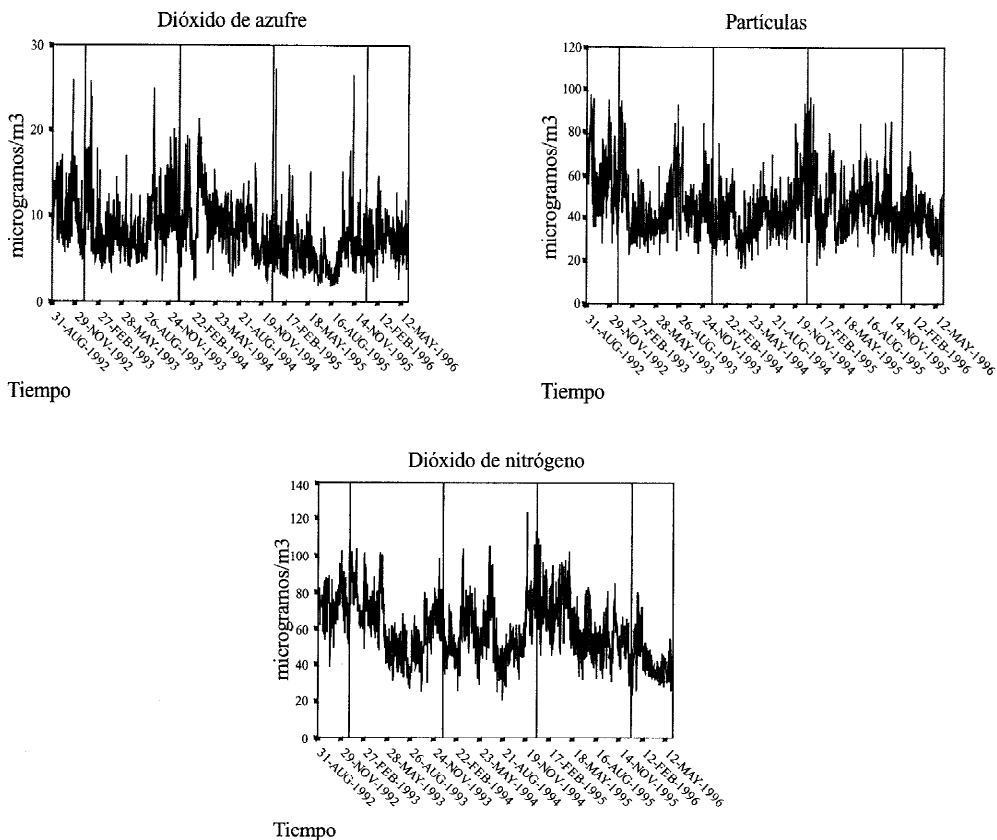 Dióxido de azufre
microgramos/m3
30
20
10
0
31-AUG-1992
29-NOV-1992
27-FEB-1993
28-MAY-1993
26-AUG-1993
24-NOV-1993
22-FEB-1994
23-MAY-1994
21-AUG-1994
19-NOV-1994
17-FEB-1995
18-MAY-1995
16-AUG-1995
14-NOV-1995
12-FEB-1996
12-MAY-1996
Tiempo
Partículas
microgramos/m3
120
100
80
60
40
20
0
31-AUG-1992
29-NOV-1992
27-FEB-1993
28-MAY-1993
26-AUG-1993
24-NOV-1993
22-FEB-1994
23-MAY-1994
21-AUG-1994
19-NOV-1994
17-FEB-1995
18-MAY-1995
16-AUG-1995
14-NOV-1995
12-FEB-1996
12-MAY-1996
Tiempo
Dióxido de nitrógeno
microgramos/m3
140
120
100
80
60
40
20
0
31-AUG-1992
29-NOV-1992
27-FEB-1993
28-MAY-1993
26-AUG-1993
24-NOV-1993
22-FEB-1994
23-MAY-1994
21-AUG-1994
19-NOV-1994
17-FEB-1995
18-MAY-1995
16-AUG-1995
14-NOV-1995
12-FEB-1996
12-MAY-1996
Tiempo